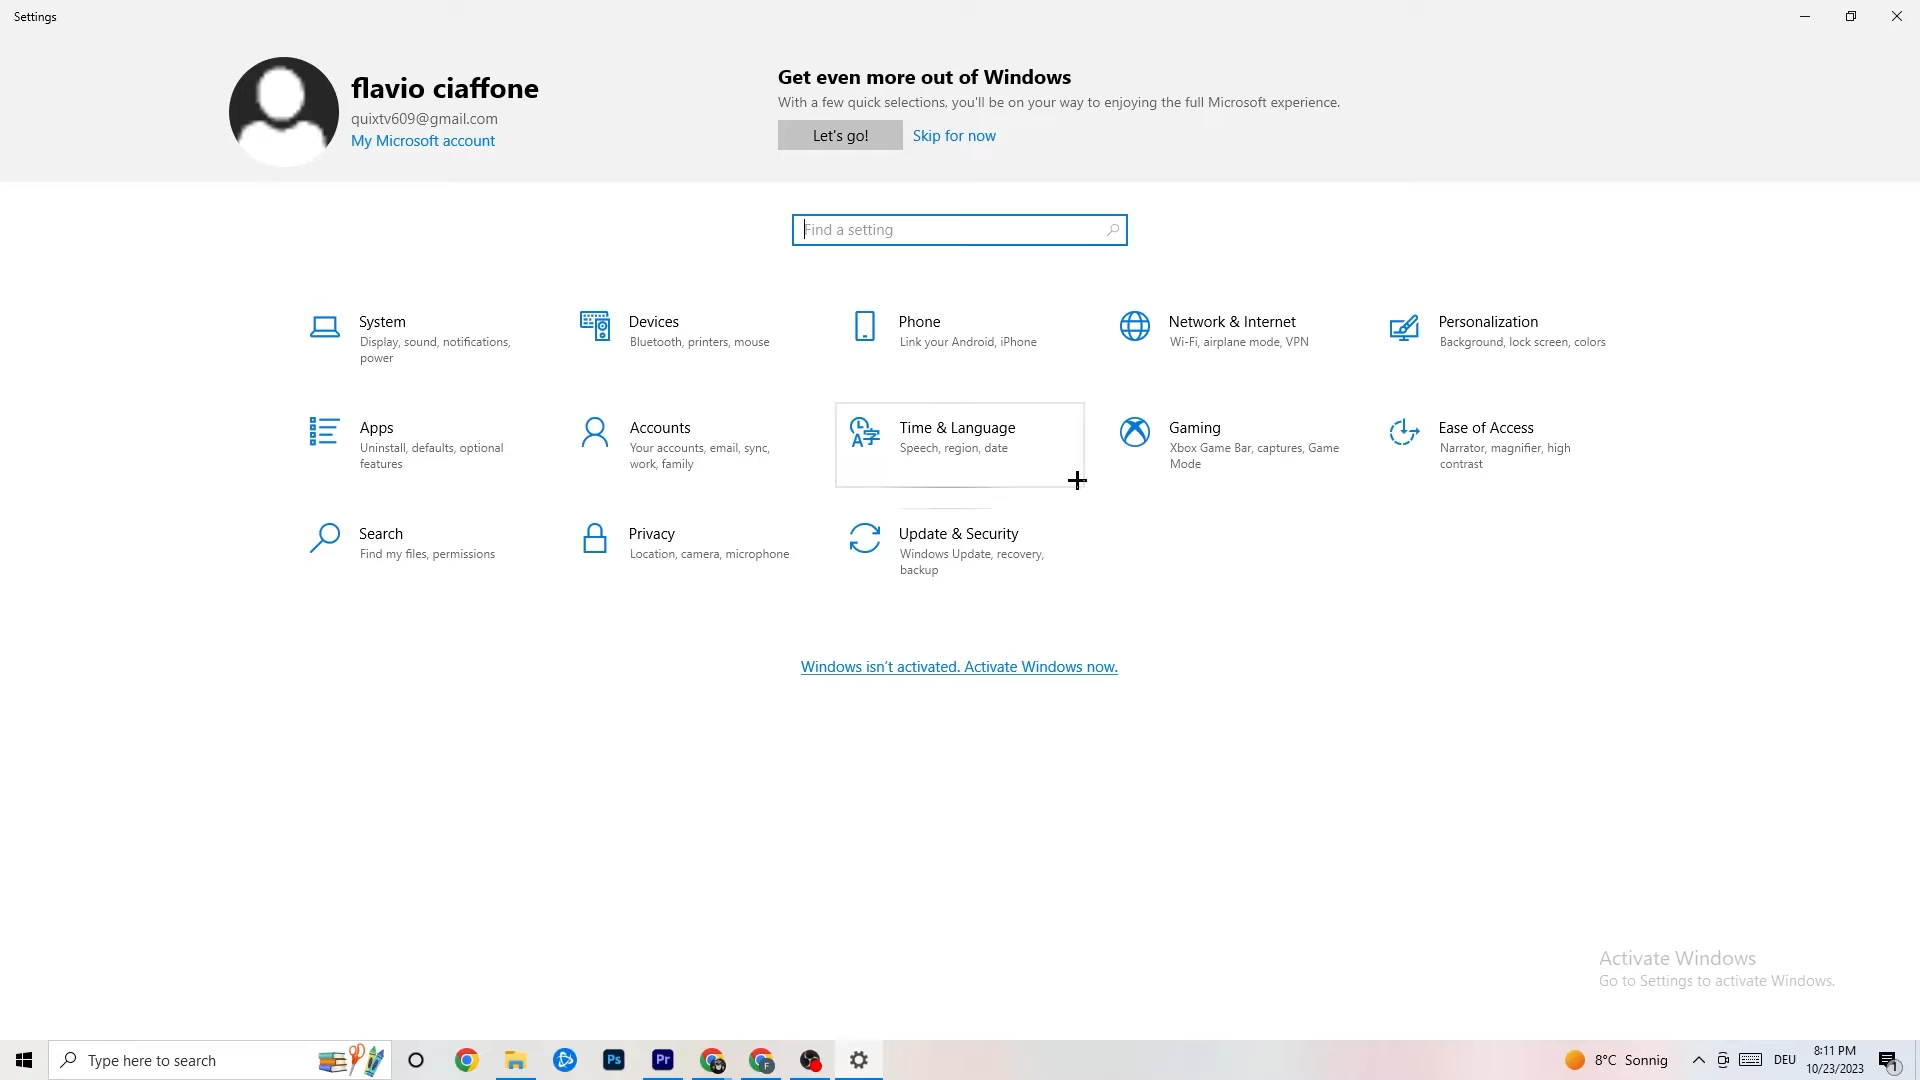 Settings
flavio ciaffone
quixtv609@gmail.com
My Microsoft account
Get even more out of Windows
With a few quick selections, you'll be on your way to enjoying the full Microsoft experience.
Let's go!
Skip for now
Find a setting
System
Display, sound, notifications,
power
Devices
Bluetooth, printers, mouse
Phone
Link your Android, iPhone
Network & Internet
Wi-Fi, airplane mode, VPN
Personalization
Background, lock screen, colors
Apps
Uninstall, defaults, optional
features
Accounts
Your accounts, email, sync,
work, family
Time & Language
Speech, region, date
Gaming
Xbox Game Bar, captures, Game
Mode
Ease of Access
Narrator, magnifier, high
contrast
Search
Find my files, permissions
Privacy
Location, camera, microphone
Update & Security
Windows Update, recovery,
backup
Windows isn't activated. Activate Windows now.
Activate Windows
Go to Settings to activate Windows.
Type here to search
Ps
Pr
F
8°C Sonnig
DEU
8:11 PM
10/23/2023
1